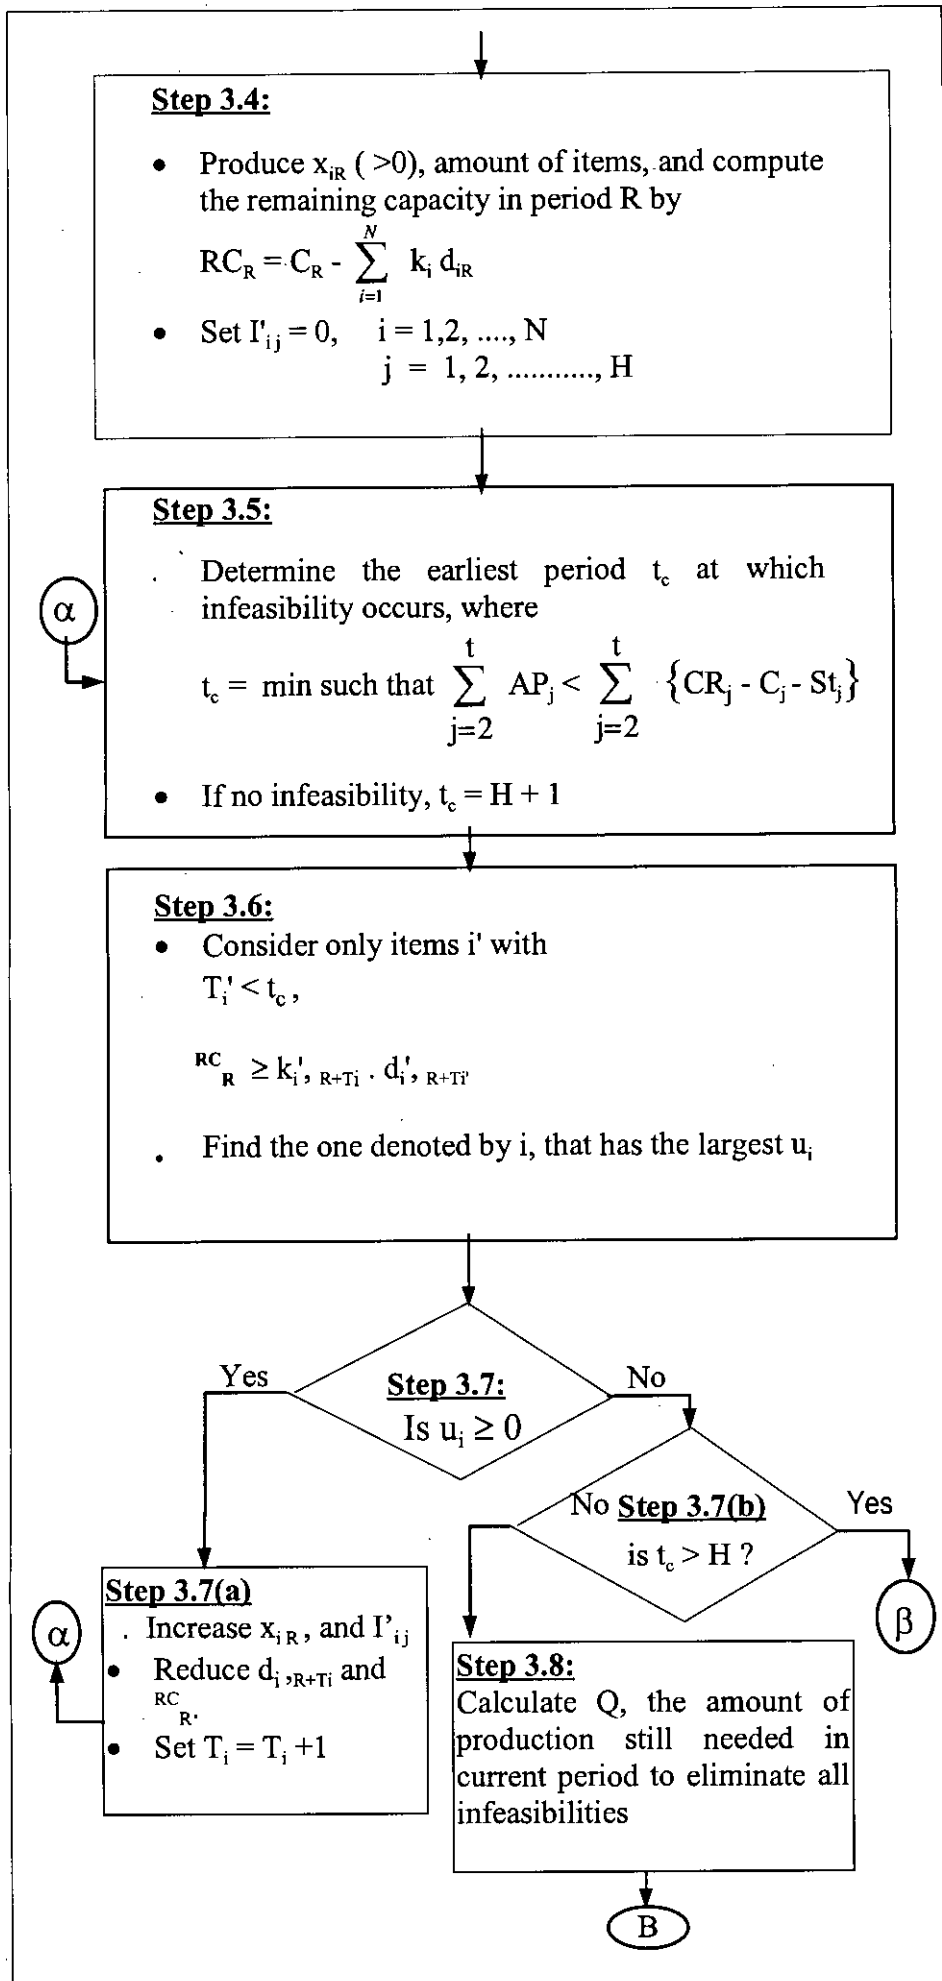 Step 3.4:
• Produce x_iR ( >0), amount of items, and compute
the remaining capacity in period R by
RC_R = C_R - \sum_{i=1}^{N} k_i d_iR
• Set I'_ij = 0, i = 1,2, ...., N
j = 1, 2, ..........., H
Step 3.5:
. Determine the earliest period t_c at which
infeasibility occurs, where
α
t_c = min such that \sum_{j=2}^{t} AP_j < \sum_{j=2}^{t} {CR_j - C_j - St_j}
• If no infeasibility, t_c = H + 1
Step 3.6:
• Consider only items i' with
T_i' < t_c ,
RC_R ≥ k_i', R+Ti . d_i', R+Ti'
. Find the one denoted by i, that has the largest u_i
Yes
Step 3.7:
Is u_i ≥ 0
No
No
Step 3.7(b)
is t_c > H ?
Yes
β
Step 3.7(a)
. Increase x_iR , and I'_ij
• Reduce d_i ,R+Ti and
RC_R.
• Set T_i = T_i +1
α
Step 3.8:
Calculate Q, the amount of
production still needed in
current period to eliminate all
infeasibilities
B